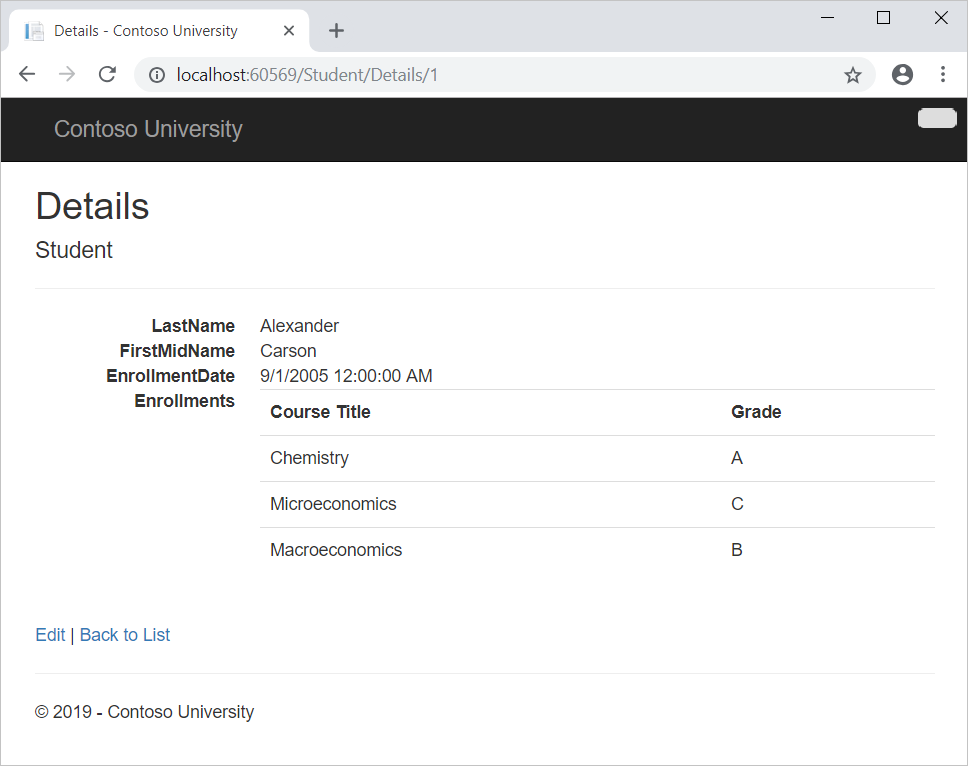 Details - Contoso University
localhost:60569/Student/Details/1
Contoso University
Details
Student
LastName Alexander
FirstMidName Carson
EnrollmentDate 9/1/2005 12:00:00 AM
Enrollments
Course Title Grade
Chemistry A
Microeconomics C
Macroeconomics B
Edit | Back to List
© 2019 - Contoso University